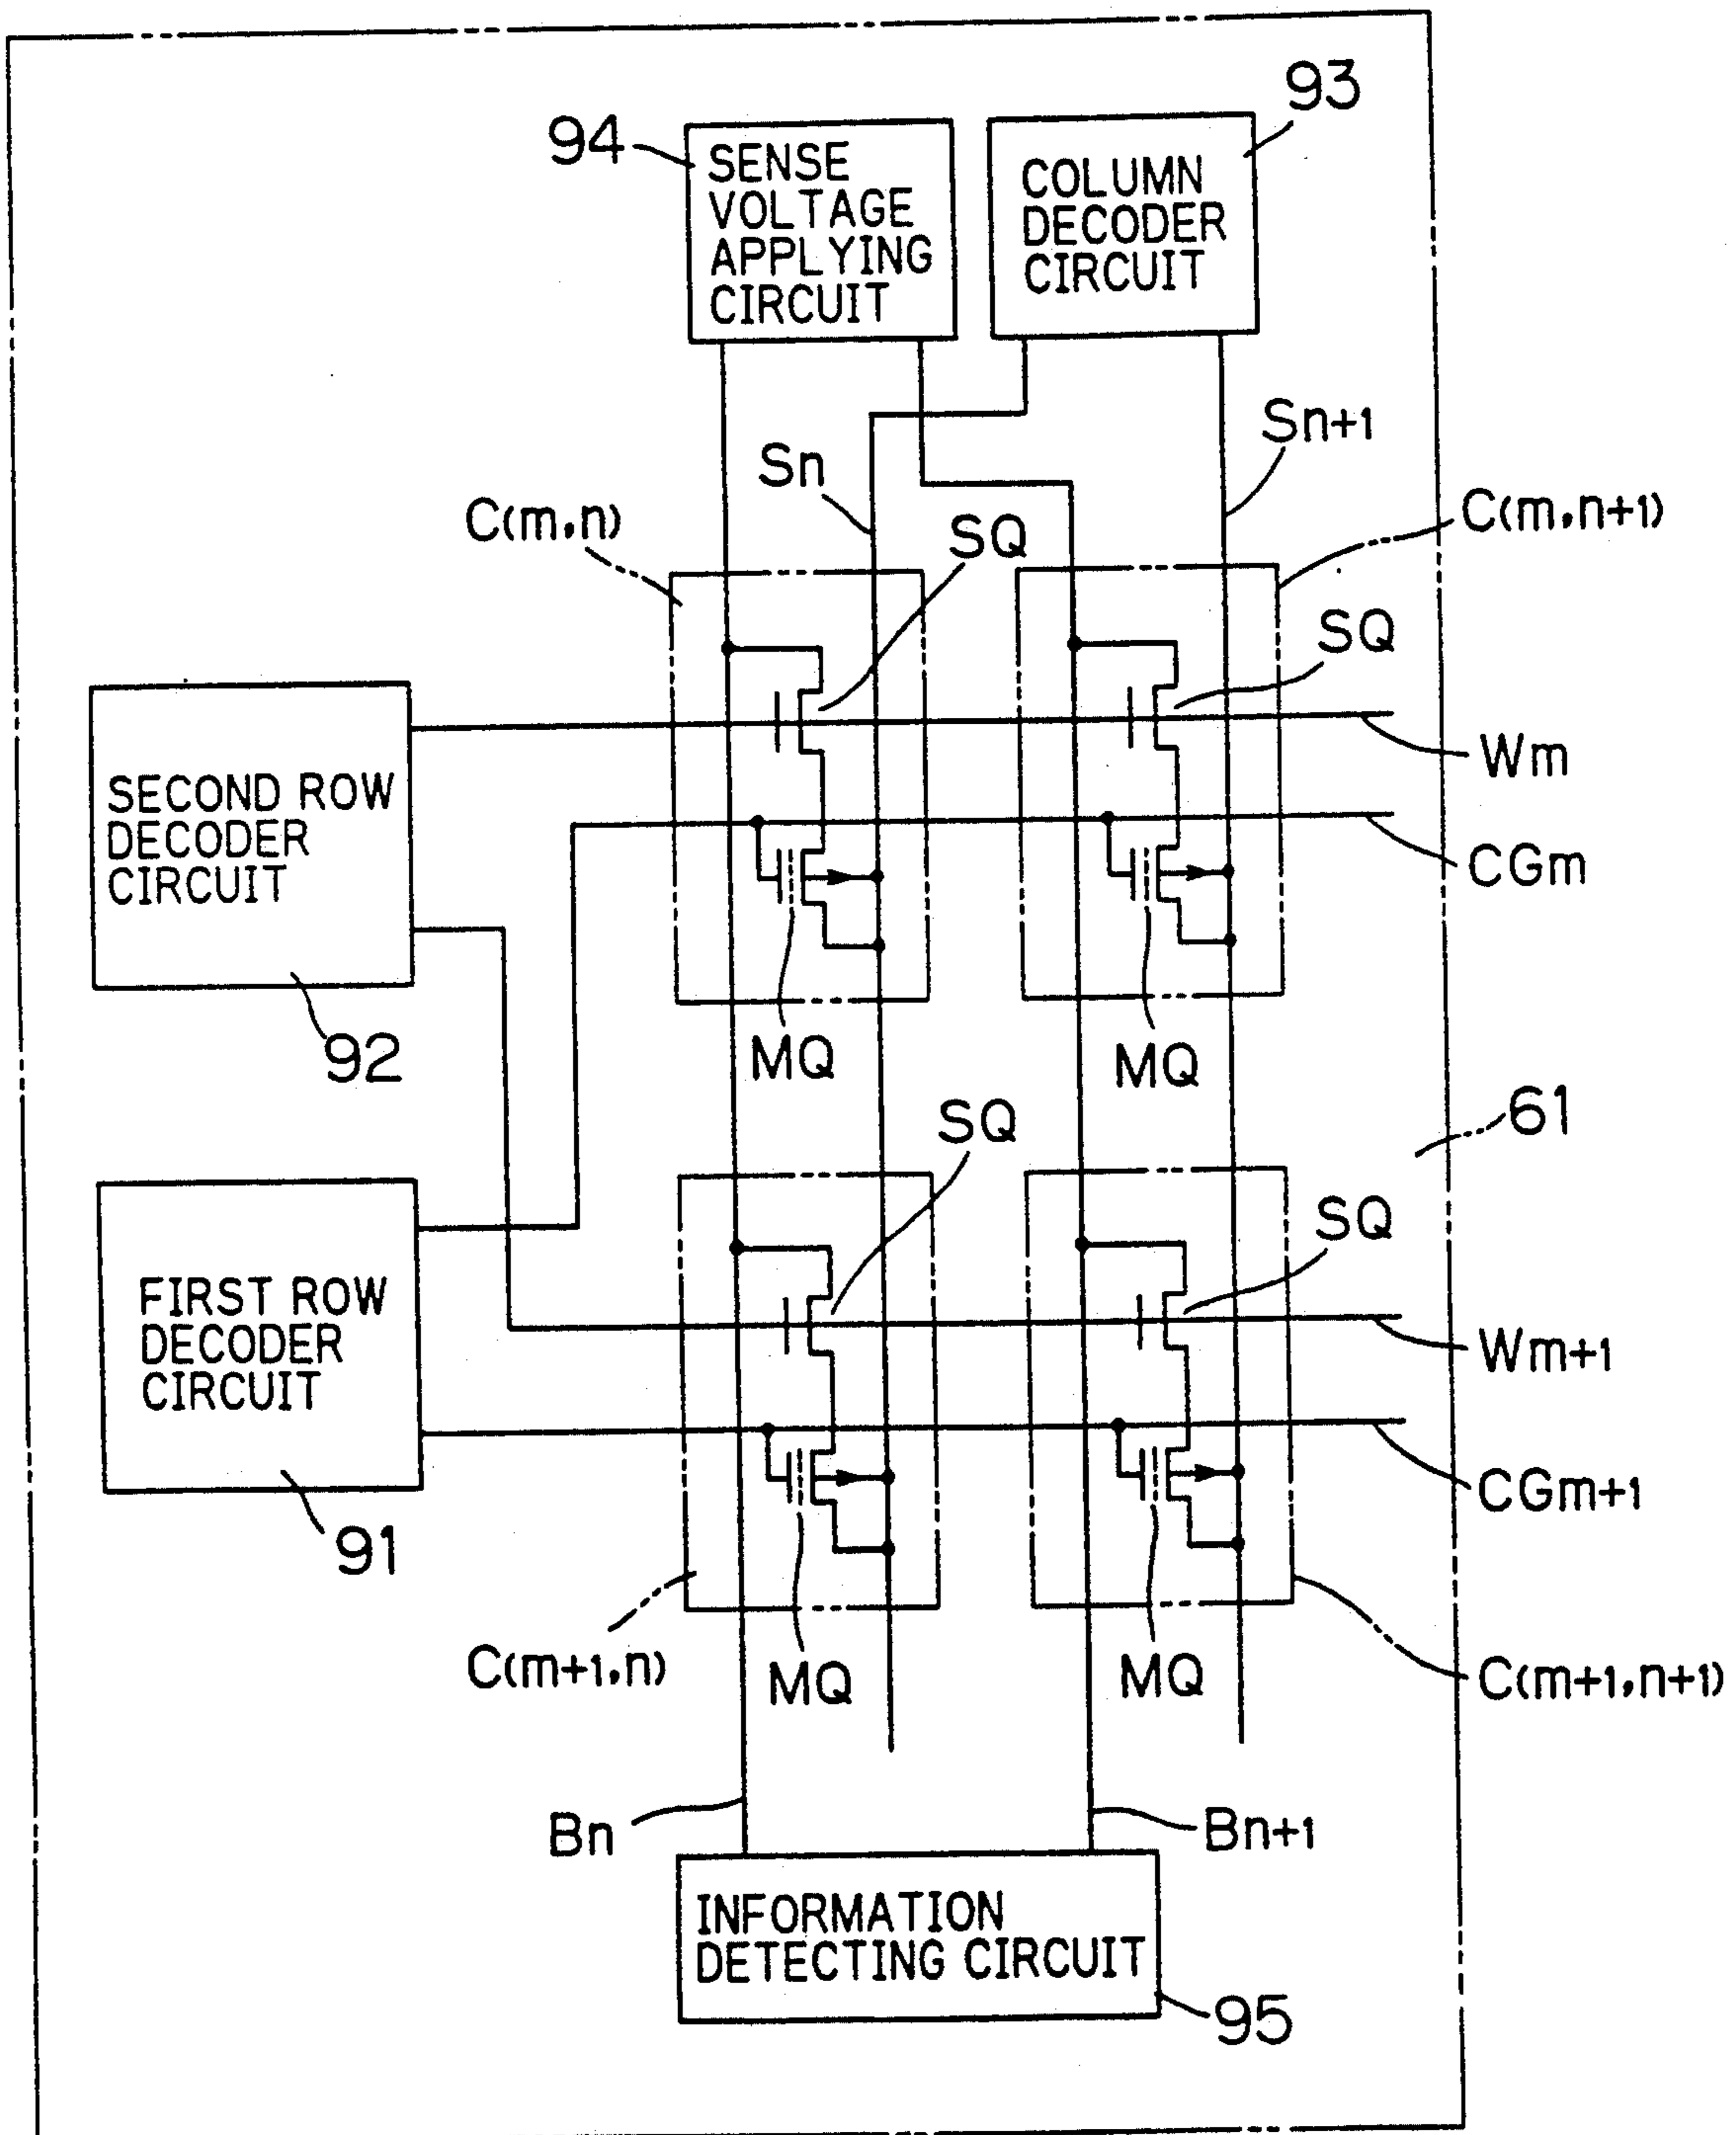 93
94
SENSE
VOLTAGE
APPLYING
CIRCUIT
COLUMN
DECODER
CIRCUIT
Sn
Sn+1
C(m,n)
SQ
C(m,n+1)
SQ
Wm
SECOND ROW
DECODER
CIRCUIT
CGm
92
MQ
MQ
SQ
61
SQ
FIRST ROW
DECODER
CIRCUIT
Wm+1
CGm+1
91
C(m+1,n)
MQ
MQ
C(m+1,n+1)
Bn
Bn+1
INFORMATION
DETECTING CIRCUIT
95